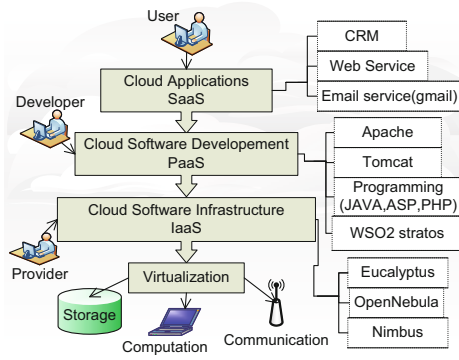 User
CRM
Web Service
Email service(gmail)
Cloud Applications
SaaS
Developer
Cloud Software Developement
PaaS
Apache
Tomcat
Programming
(JAVA,ASP,PHP)
WSO2 stratos
Cloud Software Infrastructure
IaaS
Provider
Virtualization
Eucalyptus
OpenNebula
Nimbus
Storage
Computation
Communication